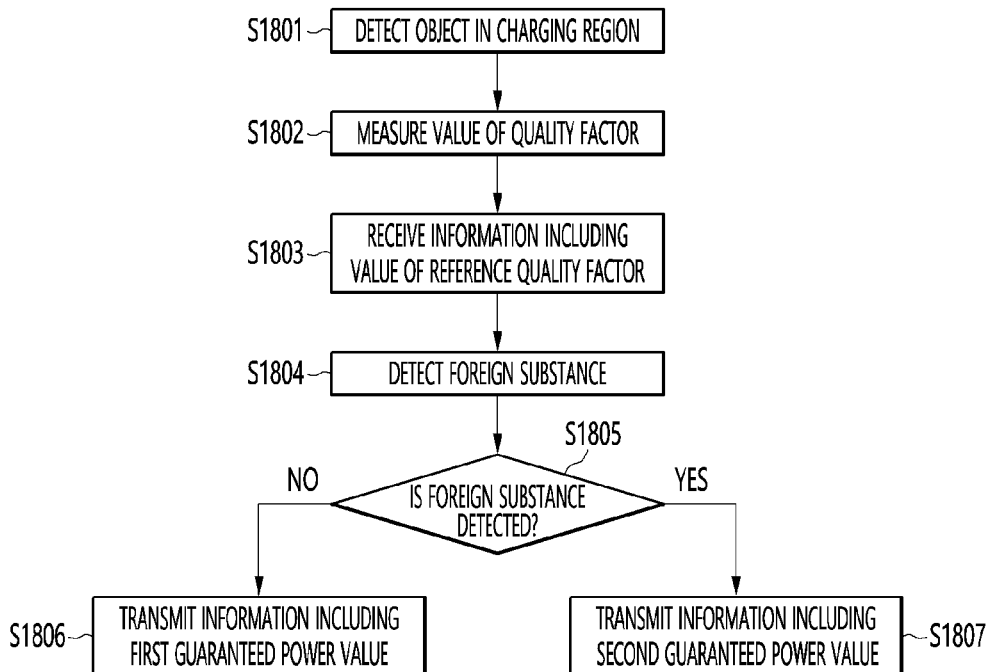 S1801
DETECT OBJECT IN CHARGING REGION
S1802
MEASURE VALUE OF QUALITY FACTOR
S1803
RECEIVE INFORMATION INCLUDING
VALUE OF REFERENCE QUALITY FACTOR
S1804
DETECT FOREIGN SUBSTANCE
S1805
NO
IS FOREIGN SUBSTANCE
DETECTED?
YES
S1806
TRANSMIT INFORMATION INCLUDING
FIRST GUARANTEED POWER VALUE
TRANSMIT INFORMATION INCLUDING
SECOND GUARANTEED POWER VALUE
S1807